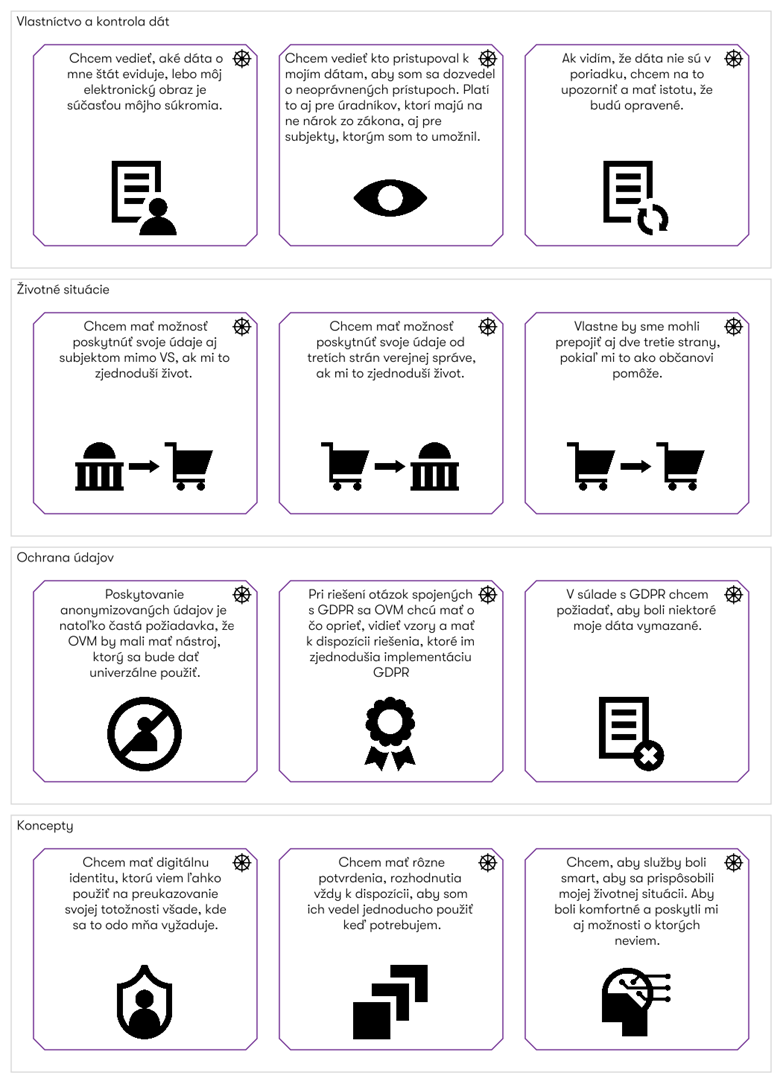 Vlastníctvo a kontrola dát
Chcem vedieť, aké dáta o
mne štát eviduje, lebo môj
elektronický obraz je
súčasťou môjho súkromia.
Chcem vedieť kto pristupoval k
mojim dátam, aby som sa dozvedel
o neoprávnených prístupoch. Platí
to aj pre úradníkov, ktorí majú na
ne nárok zo zákona, aj pre
subjekty, ktorým som to umožnil.
Ak vidím, že dáta nie sú v
poriadku, chcem na to
upozorniť a mať istotu, že
budú opravené.
Životné situácie
Chcem mať možnosť
poskytnúť svoje údaje aj
subjektom mimo VS, ak mi to
zjednoduší život.
Chcem mať možnosť
poskytnúť svoje údaje od
tretích strán verejnej správe,
ak mi to zjednoduší život.
Vlastne by sme mohli
prepojiť aj dve tretie strany,
pokiaľ mi to ako občanovi
pomôže.
Ochrana údajov
Poskytovanie
anonymizovaných údajov je
natoľko častá požiadavka, že
OVM by mali mať nástroj,
ktorý sa bude dať
univerzálne použiť.
Pri riešení otázok spojených
s GDPR sa OVM chcú mať o
čo oprieť, vidieť vzory a mať
k dispozícii riešenia, ktoré im
zjednodušia implementáciu
GDPR
V súlade s GDPR chcem
požiadať, aby boli niektoré
moje dáta vymazané.
Koncepty
Chcem mať digitálnu
identitu, ktorú viem ľahko
použiť na preukazovanie
svojej totožnosti všade, kde
sa to odo mňa vyžaduje.
Chcem mať rôzne
potvrdenia, rozhodnutia
vždy k dispozícii, aby som
ich vedel jednoducho použiť
keď potrebujem.
Chcem, aby služby boli
smart, aby sa prispôsobili
mojej životnej situácii. Aby
boli komfortné a poskytli mi
aj možnosti o ktorých
neviem.